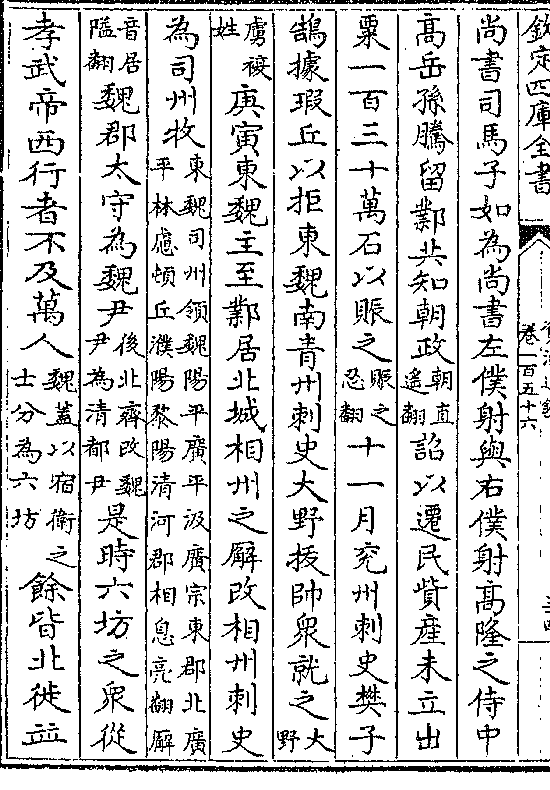 欽定四庫全書
卷一百五十六
尚書司馬子如為尚書左僕射與右僕射髙隆之侍中
髙岳孫騰留鄴共知朝政朝直遥翻詔以遷民貲産未立出
粟一百三十萬石以賑之賑之忍翻十一月兖州刺史樊子
鵠據瑕丘以拒東魏南青州刺史大野拔帥衆就之大野
虜複姓庚寅東魏主至鄴居北城相州之廨改相州刺史
為司州牧東魏司州領魏陽平廣平汲廣宗東郡北廣平林慮頓丘濮陽黎陽清河郡相息亮翻廨
音居隘翻魏郡太守為魏尹後北齊改魏尹為清都尹是時六坊之衆從
孝武帝西行者不及萬人魏蓋以宿衛之士分為六坊餘皆北徙並